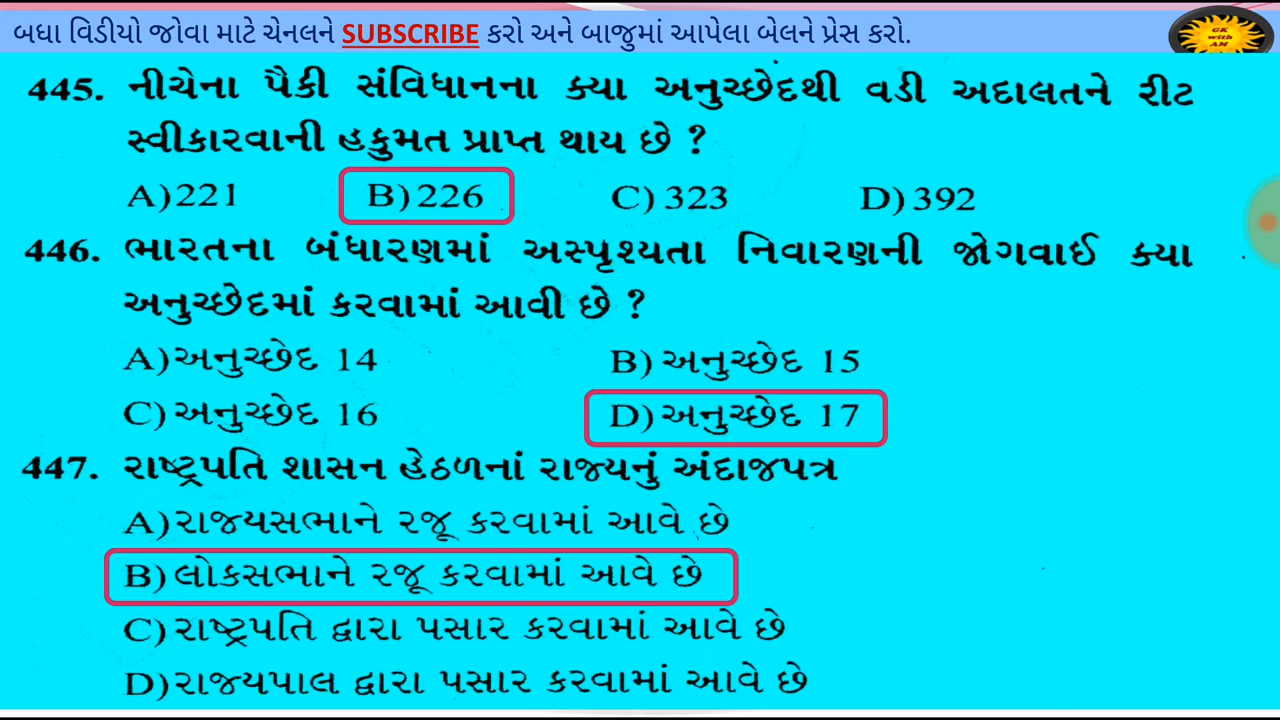 બધા વિડીયો જોવા માટે ચેનલને SUBSCRIBE કરો અને બાજુમાં આપેલા બેલને પ્રેસ કરો.
GK
with
AM
445. નીચેના પૈકી સંવિધાનના ક્યા અનુચ્છેદથી વડી અદાલતને રીટ
સ્વીકારવાની હકુમત પ્રાપ્ત થાય છે ?
A) 221 B) 226 C) 323 D) 392
446. ભારતના બંધારણમાં અસ્પૃશ્યતા નિવારણની જોગવાઈ ક્યા
અનુચ્છેદમાં કરવામાં આવી છે ?
A) અનુચ્છેદ 14 B) અનુચ્છેદ 15
C) અનુચ્છેદ 16 D) અનુચ્છેદ 17
447. રાષ્ટ્રપતિ શાસન હેઠળનાં રાજ્યનું અંદાજપત્ર
A) રાજ્યસભાને રજૂ કરવામાં આવે છે
B) લોકસભાને રજૂ કરવામાં આવે છે
C) રાષ્ટ્રપતિ દ્વારા પસાર કરવામાં આવે છે
D) રાજ્યપાલ દ્વારા પસાર કરવામાં આવે છે